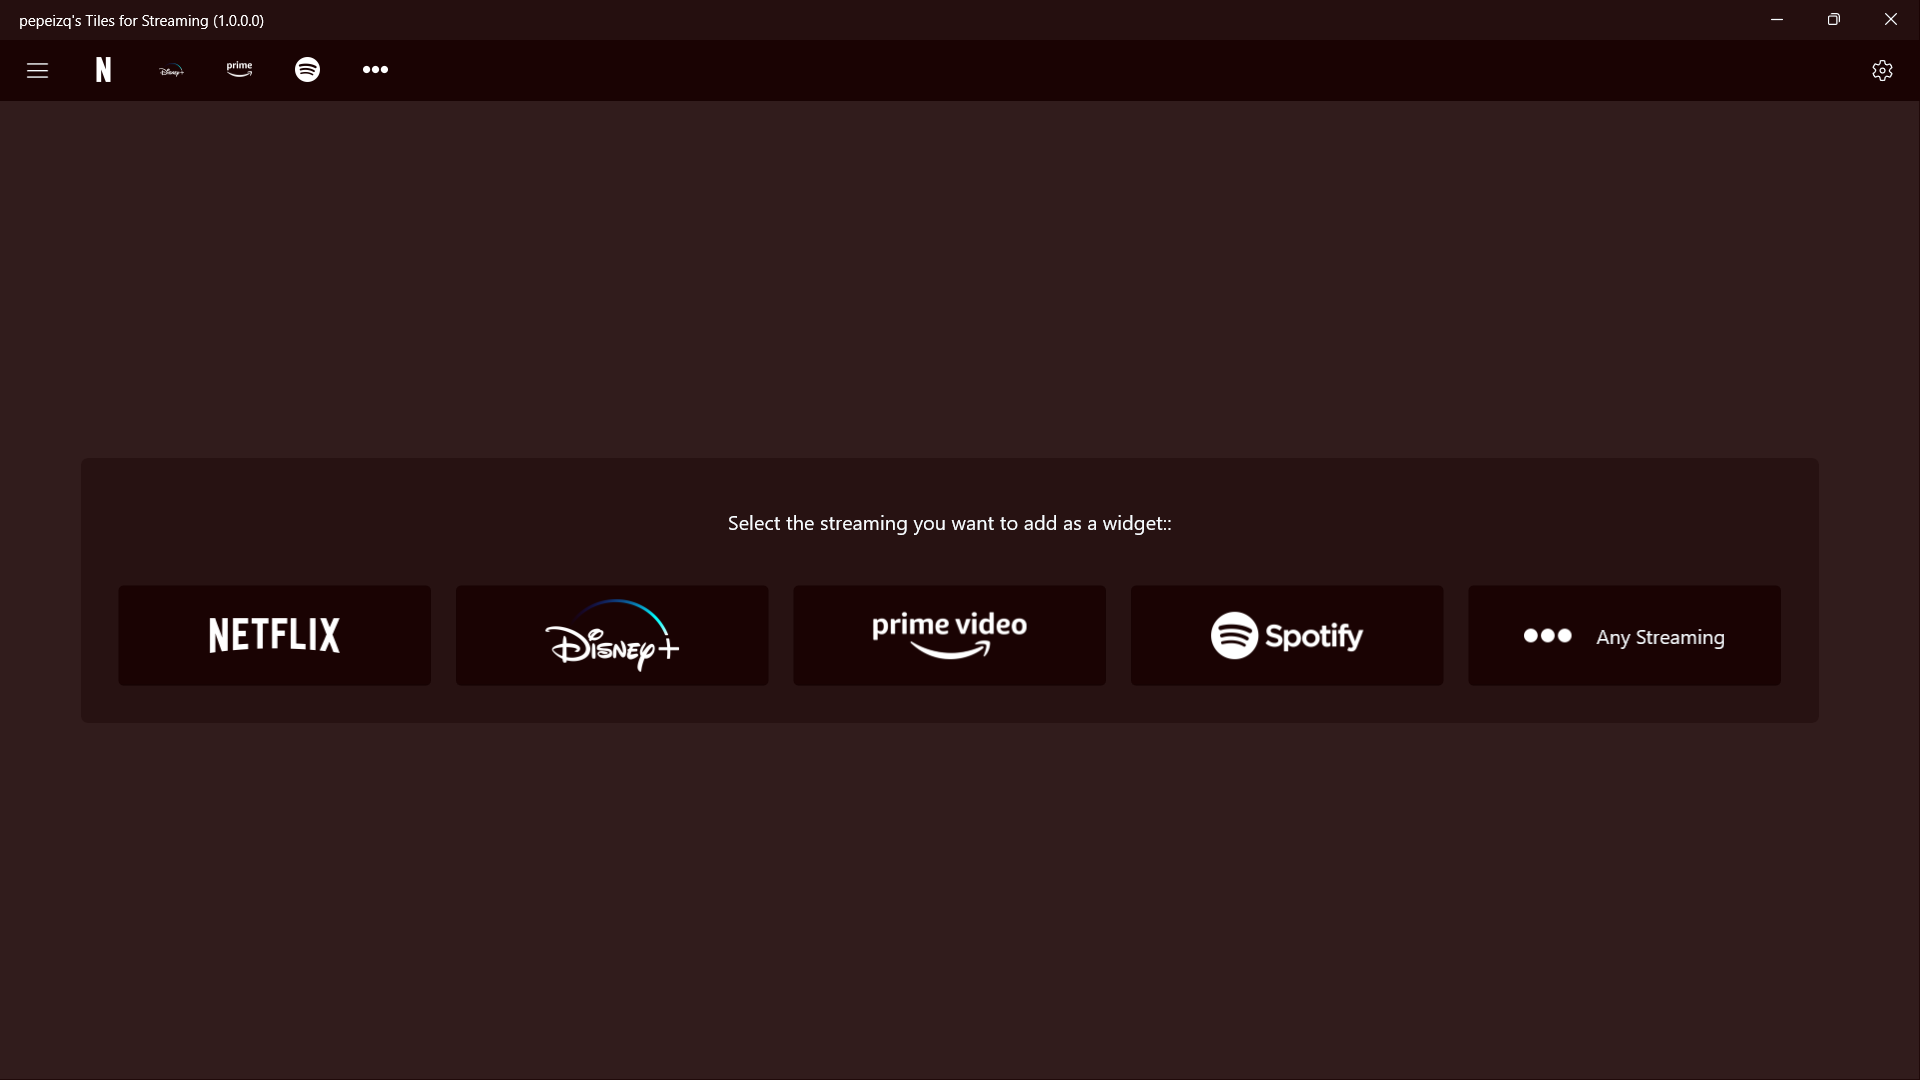 pepeizq's Tiles for Streaming (1.0.0.0)
N Disney+ prime
Select the streaming you want to add as a widget::
NETFLIX Disney+ prime video Spotify Any Streaming